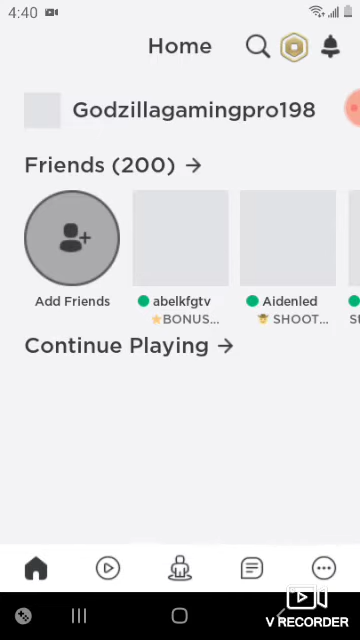 4:40
Home
Godzillagamingpro198
Friends (200) →
Add Friends
abelkfgtv
Aidenled
BONUS...
SHOOT...
Continue Playing →
V RECORDER